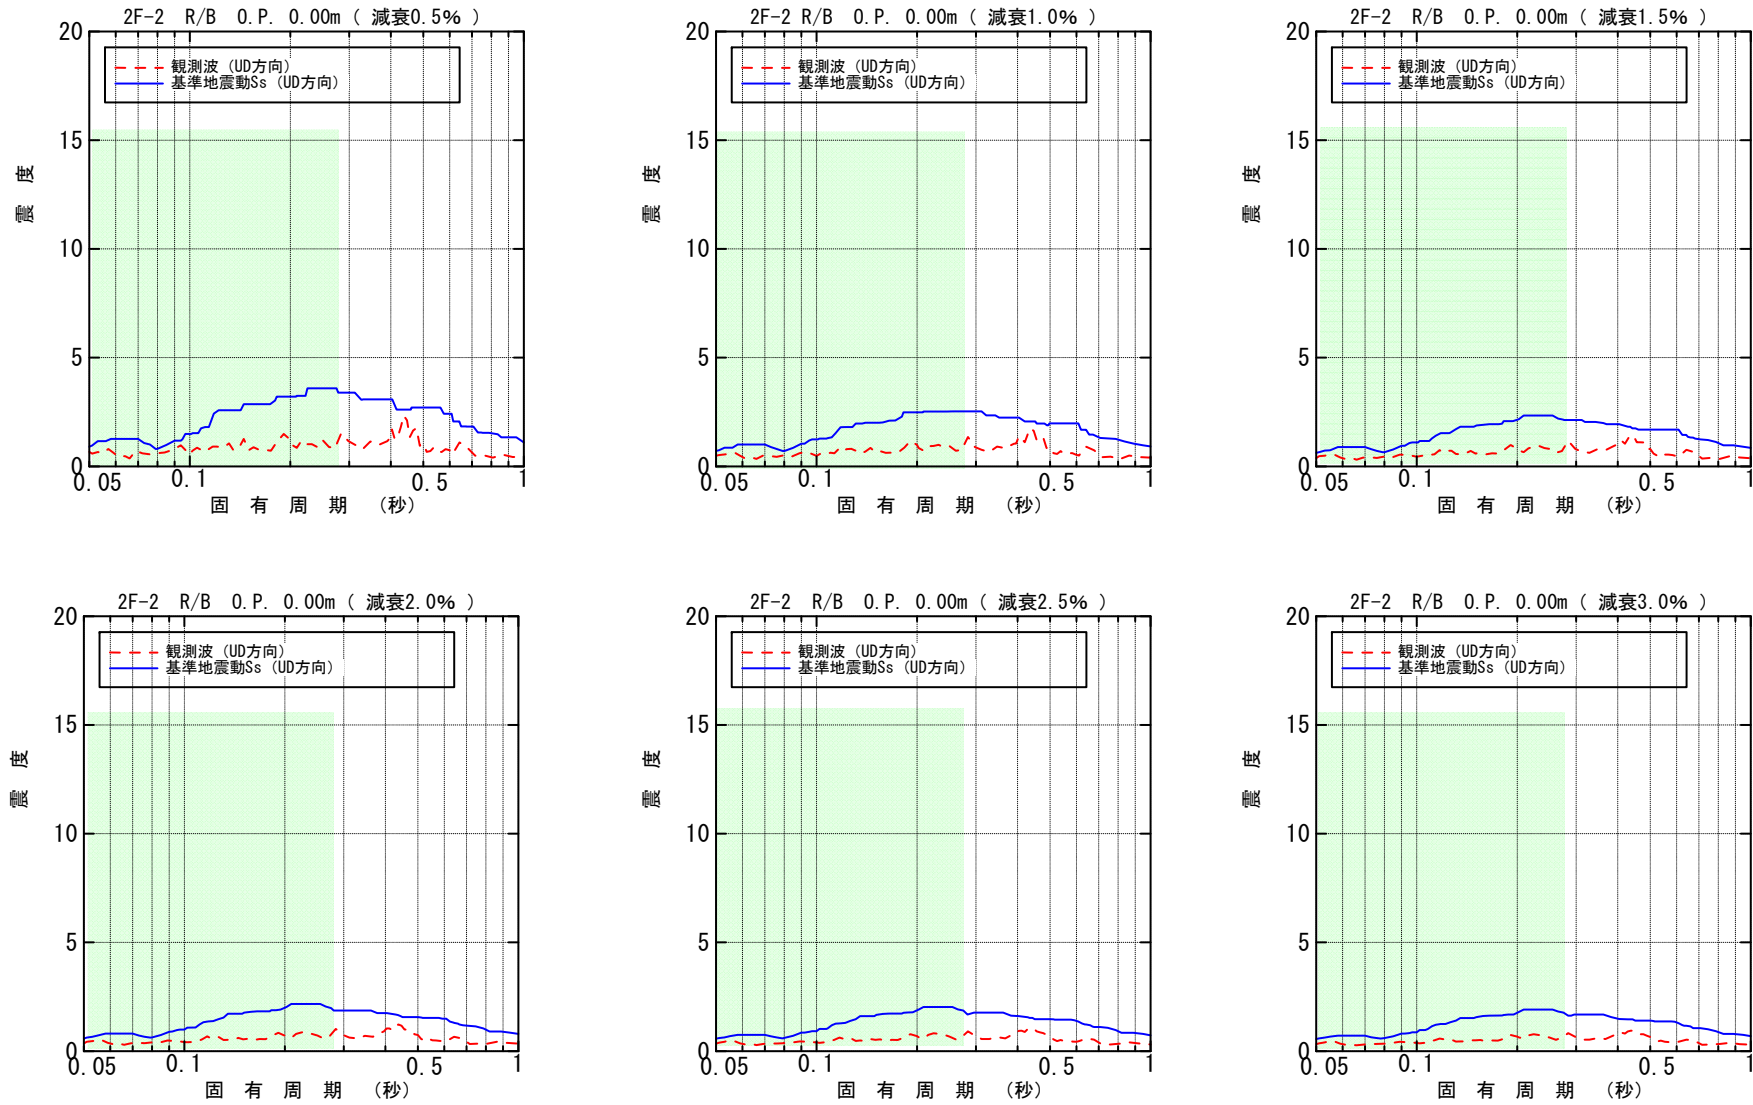 2F-2 R/B O.P. 0.00m ( 減衰0.5% )
20
観測波 (UD方向)
基準地震動Ss (UD方向)
15
震 度
10
5
0
0.05 0.1 0.5 1
固 有 周 期 (秒)
2F-2 R/B O.P. 0.00m ( 減衰1.0% )
20
観測波 (UD方向)
基準地震動Ss (UD方向)
15
震 度
10
5
0
0.05 0.1 0.5 1
固 有 周 期 (秒)
2F-2 R/B O.P. 0.00m ( 減衰1.5% )
20
観測波 (UD方向)
基準地震動Ss (UD方向)
15
震 度
10
5
0
0.05 0.1 0.5 1
固 有 周 期 (秒)
2F-2 R/B O.P. 0.00m ( 減衰2.0% )
20
観測波 (UD方向)
基準地震動Ss (UD方向)
15
震 度
10
5
0
0.05 0.1 0.5 1
固 有 周 期 (秒)
2F-2 R/B O.P. 0.00m ( 減衰2.5% )
20
観測波 (UD方向)
基準地震動Ss (UD方向)
15
震 度
10
5
0
0.05 0.1 0.5 1
固 有 周 期 (秒)
2F-2 R/B O.P. 0.00m ( 減衰3.0% )
20
観測波 (UD方向)
基準地震動Ss (UD方向)
15
震 度
10
5
0
0.05 0.1 0.5 1
固 有 周 期 (秒)